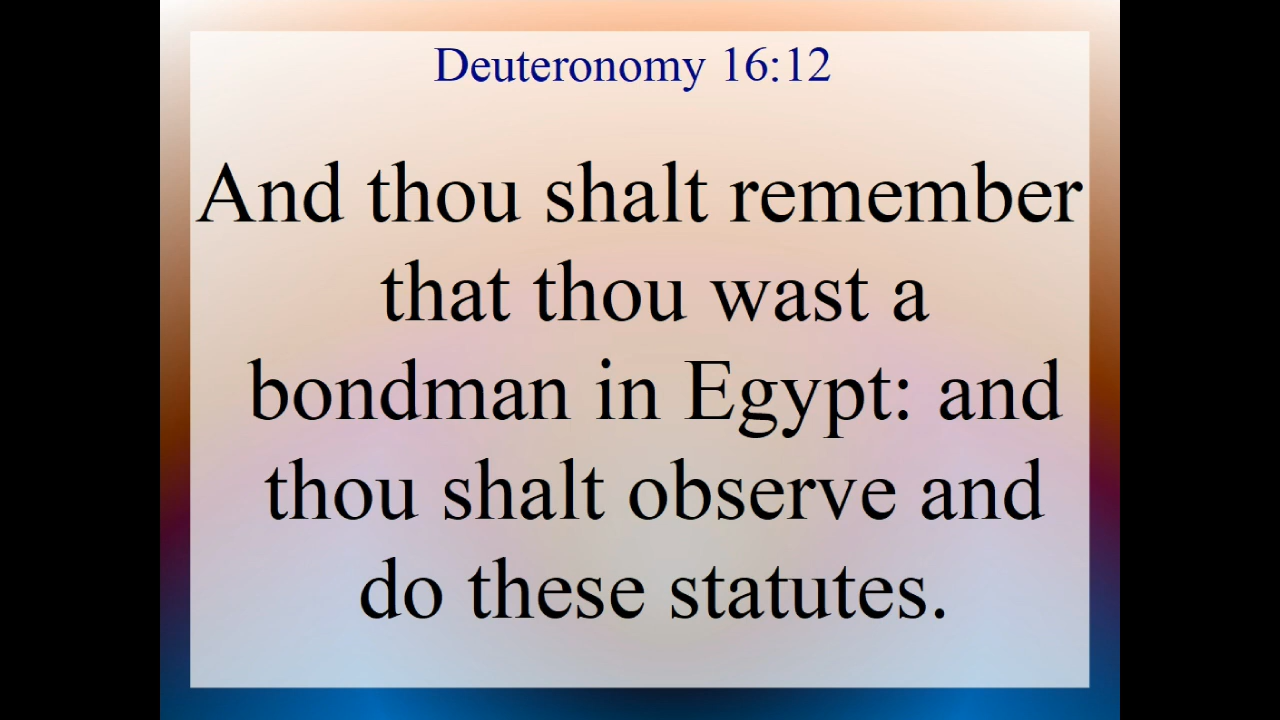 Deuteronomy 16:12
And thou shalt remember
that thou wast a
bondman in Egypt: and
thou shalt observe and
do these statutes.